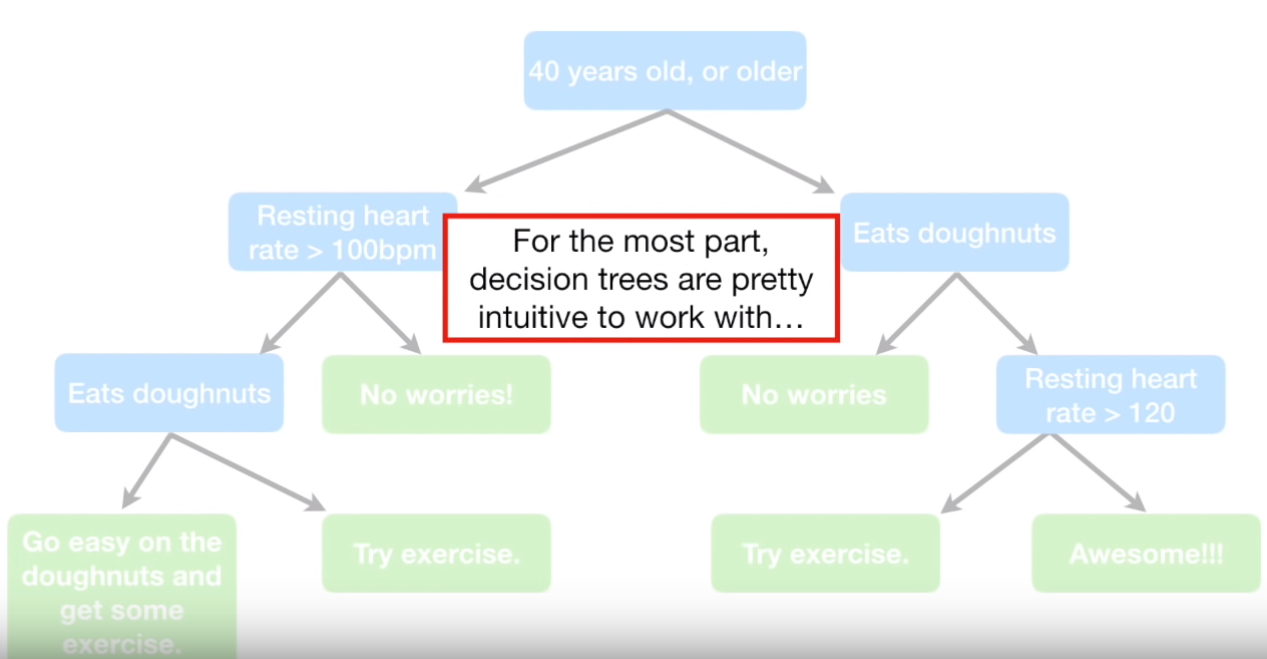 40 years old, or older
Resting heart
rate > 100bpm
For the most part,
decision trees are pretty
intuitive to work with…
Eats doughnuts
Eats doughnuts
No worries!
No worries
Resting heart
rate > 120
Go easy on the
doughnuts and
get some
exercise.
Try exercise.
Try exercise.
Awesome!!!